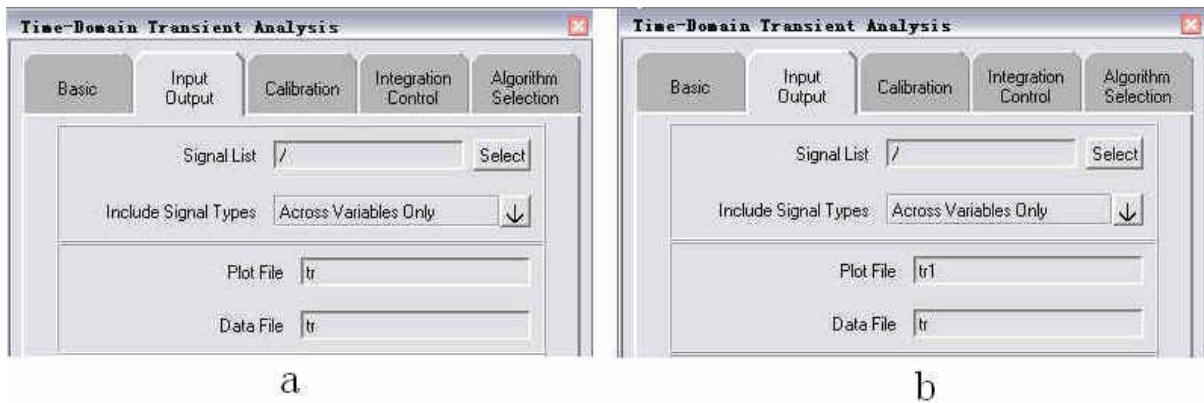 Time-Domain Transient Analysis
Basic
Input Output
Calibration
Integration Control
Algorithm Selection
Signal List / Select
Include Signal Types Across Variables Only
Plot File tr
Data File tr
a
Time-Domain Transient Analysis
Basic
Input Output
Calibration
Integration Control
Algorithm Selection
Signal List / Select
Include Signal Types Across Variables Only
Plot File tr1
Data File tr
b